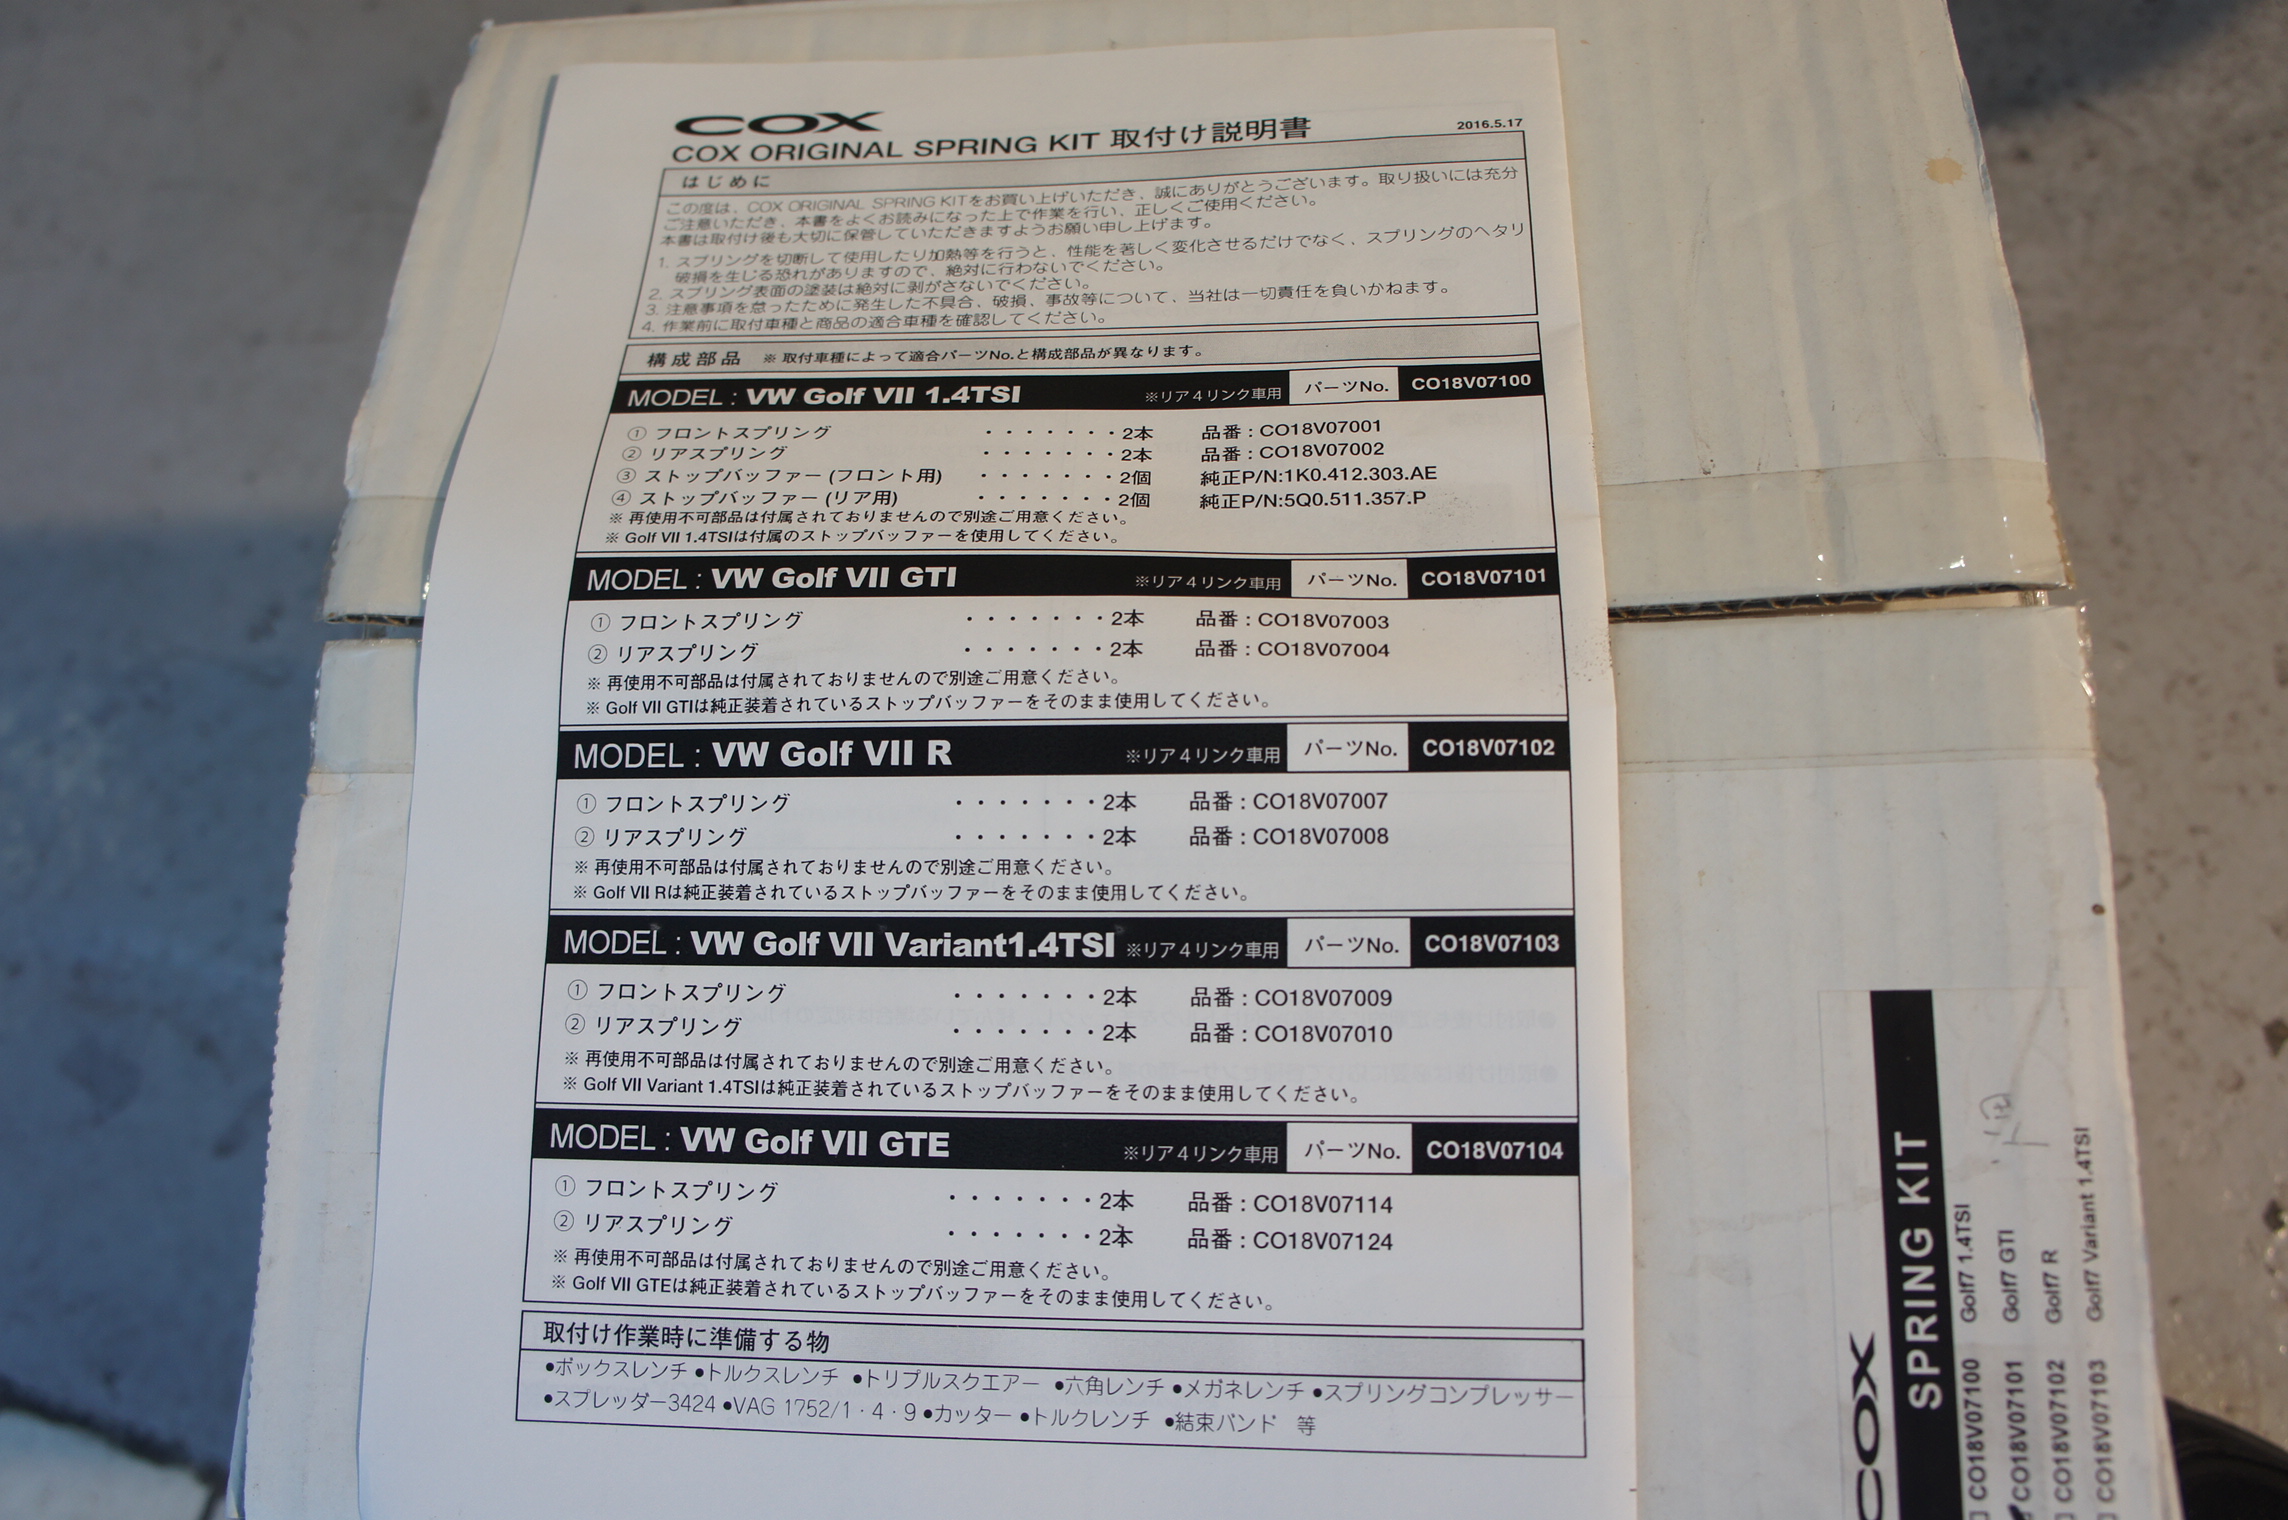 COX
COX ORIGINAL SPRING KIT 取付け説明書
2016.5.17
はじめに
この度は、COX ORIGINAL SPRING KITをお買い上げいただき、誠にありがとうございます。取り扱いには充分
ご注意いただき、本書をよくお読みになった上で作業を行い、正しくご使用ください。
本書は取付け後も大切に保管していただきますようお願い申し上げます。
1. スプリングを切断して使用したり加熱等を行うと、性能を著しく変化させるだけでなく、スプリングのヘタリ
破損を生じる恐れがありますので、絶対に行わないでください。
2. スプリング表面の塗装は絶対に剥がさないでください。
3. 注意事項を怠ったために発生した不具合、破損、事故等について、当社は一切責任を負いかねます。
4. 作業前に取付車種と商品の適合車種を確認してください。
構成部品 ※ 取付車種によって適合パーツNo.と構成部品が異なります。
MODEL : VW Golf VII 1.4TSI ※リア４リンク車用 パーツNo. CO18V07100
① フロントスプリング ・・・・・・・2本 品番 : CO18V07001
② リアスプリング ・・・・・・・2本 品番 : CO18V07002
③ ストップバッファー (フロント用) ・・・・・・・2個 純正P/N:1K0.412.303.AE
④ ストップバッファー (リア用) ・・・・・・・2個 純正P/N:5Q0.511.357.P
※ 再使用不可部品は付属されておりませんので別途ご用意ください。
※ Golf VII 1.4TSIは付属のストップバッファーを使用してください。
MODEL : VW Golf VII GTI ※リア４リンク車用 パーツNo. CO18V07101
① フロントスプリング ・・・・・・・2本 品番 : CO18V07003
② リアスプリング ・・・・・・・2本 品番 : CO18V07004
※ 再使用不可部品は付属されておりませんので別途ご用意ください。
※ Golf VII GTIは純正装着されているストップバッファーをそのまま使用してください。
MODEL : VW Golf VII R ※リア４リンク車用 パーツNo. CO18V07102
① フロントスプリング ・・・・・・・2本 品番 : CO18V07007
② リアスプリング ・・・・・・・2本 品番 : CO18V07008
※ 再使用不可部品は付属されておりませんので別途ご用意ください。
※ Golf VII Rは純正装着されているストップバッファーをそのまま使用してください。
MODEL : VW Golf VII Variant1.4TSI ※リア４リンク車用 パーツNo. CO18V07103
① フロントスプリング ・・・・・・・2本 品番 : CO18V07009
② リアスプリング ・・・・・・・2本 品番 : CO18V07010
※ 再使用不可部品は付属されておりませんので別途ご用意ください。
※ Golf VII Variant 1.4TSIは純正装着されているストップバッファーをそのまま使用してください。
MODEL : VW Golf VII GTE ※リア４リンク車用 パーツNo. CO18V07104
① フロントスプリング ・・・・・・・2本 品番 : CO18V07114
② リアスプリング ・・・・・・・2本 品番 : CO18V07124
※ 再使用不可部品は付属されておりませんので別途ご用意ください。
※ Golf VII GTEは純正装着されているストップバッファーをそのまま使用してください。
取付け作業時に準備する物
●ボックスレンチ ●トルクスレンチ ●トリプルスクエアー ●六角レンチ ●メガネレンチ ●スプリングコンプレッサー
●スプレッダー3424 ●VAG 1752/1・4・9 ●カッター ●トルクレンチ ●結束バンド 等
COX
SPRING KIT
CO18V07100 Golf7 1.4TSI
CO18V07101 Golf7 GTI
CO18V07102 Golf7 R
CO18V07103 Golf7 Variant 1.4TSI